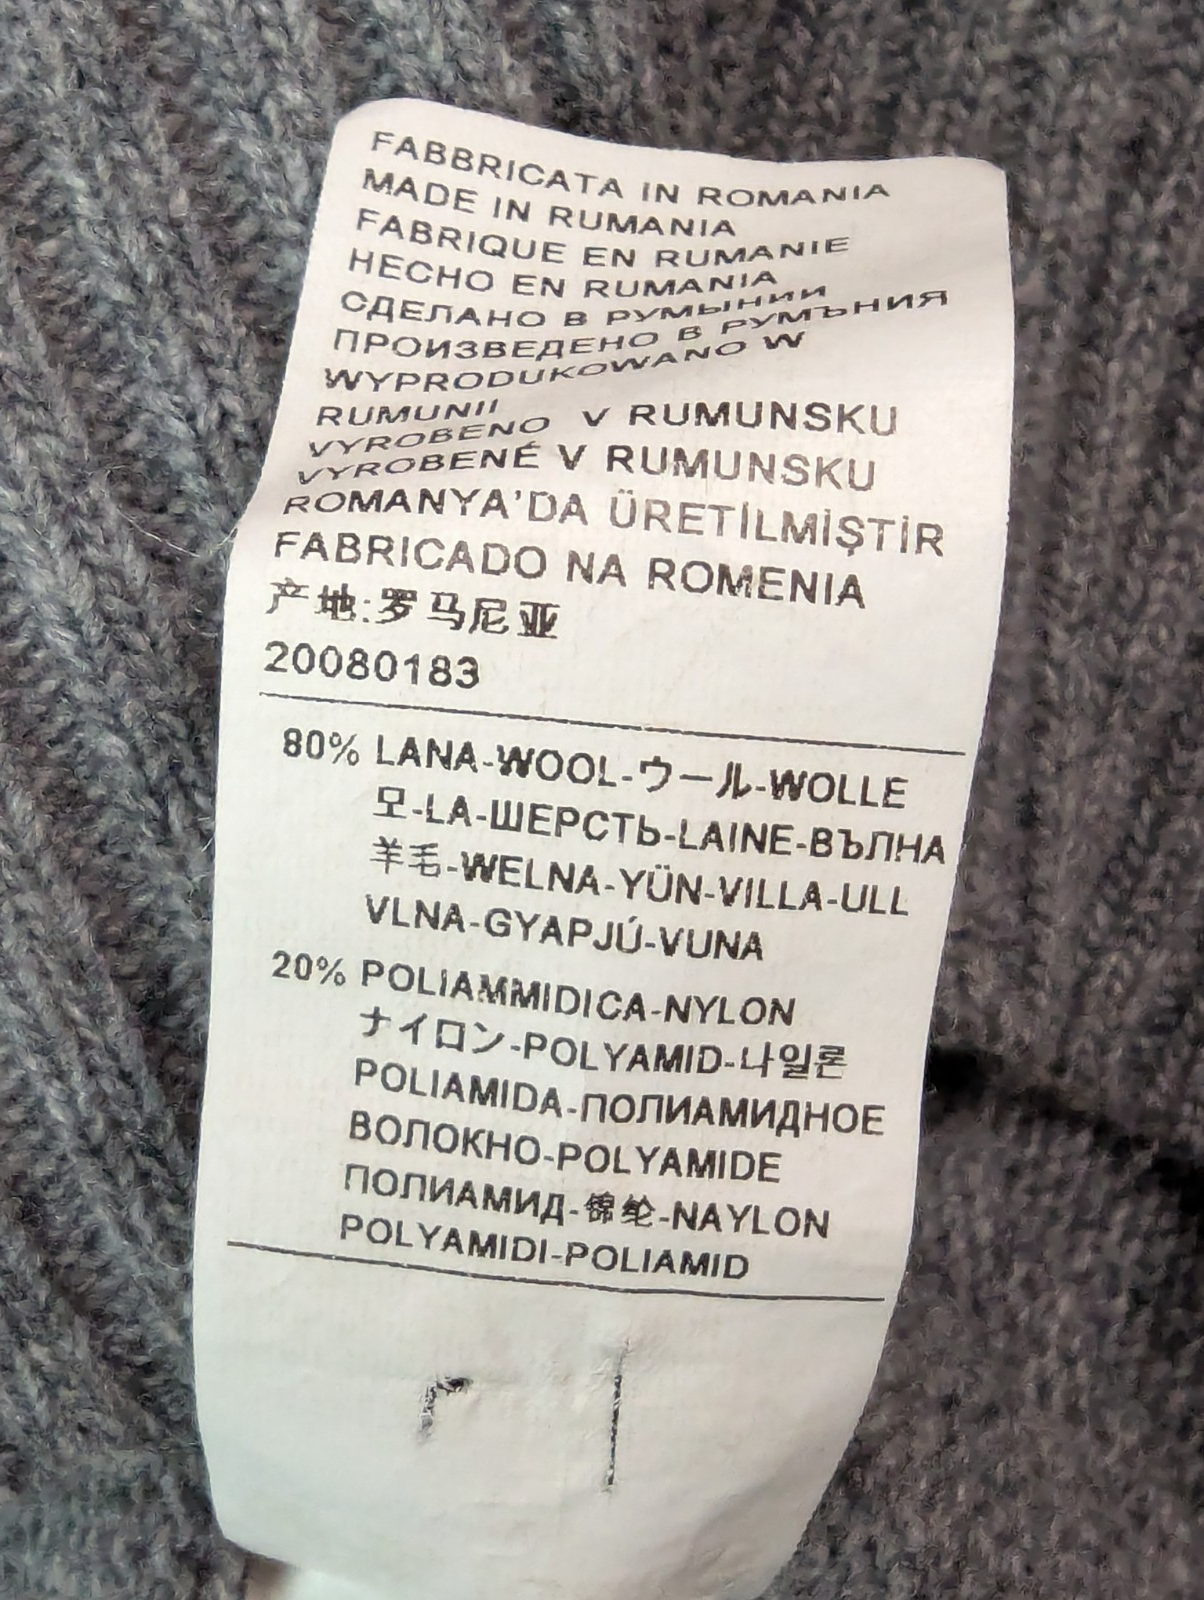 FABBRICATA IN ROMANIA
MADE IN RUMANIA
FABRIQUE EN RUMANIE
HECHO EN RUMANIA
СДЕЛАНО В РУМЫНИИ
ПРОИЗВЕДЕНО В РУМЪНИЯ
WYPRODUKOWANO W
RUMUNII
VYROBENO V RUMUNSKU
VYROBENÉ V RUMUNSKU
ROMANYA'DA ÜRETİLMİŞTİR
FABRICADO NA ROMENIA
产地:罗马尼亚
20080183
80% LANA-WOOL-ウール-WOLLE
모-LA-ШЕРСТЬ-LAINE-ВЪЛНА
羊毛-WELNA-YÜN-VILLA-ULL
VLNA-GYAPJÚ-VUNA
20% POLIAMMIDICA-NYLON
ナイロン-POLYAMID-나일론
POLIAMIDA-ПОЛИАМИДНОЕ
ВОЛОКНО-POLYAMIDE
ПОЛИАМИД-锦纶-NAYLON
POLYAMIDI-POLIAMID